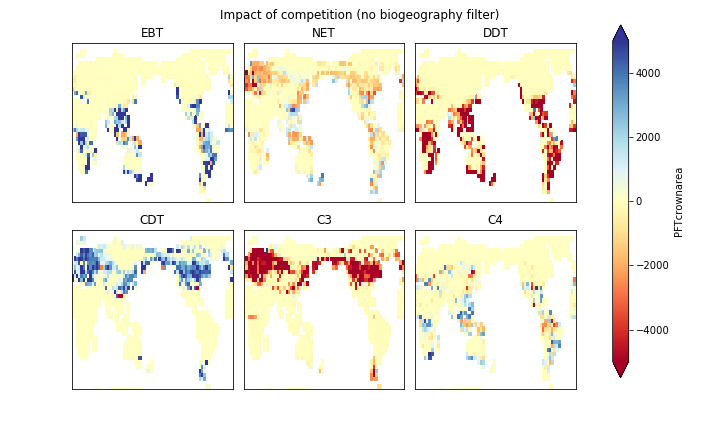 Impact of competition (no biogeography filter)
EBT
NET
DDT
CDT
C3
C4
4000
2000
0
−2000
−4000
PFTcrownarea